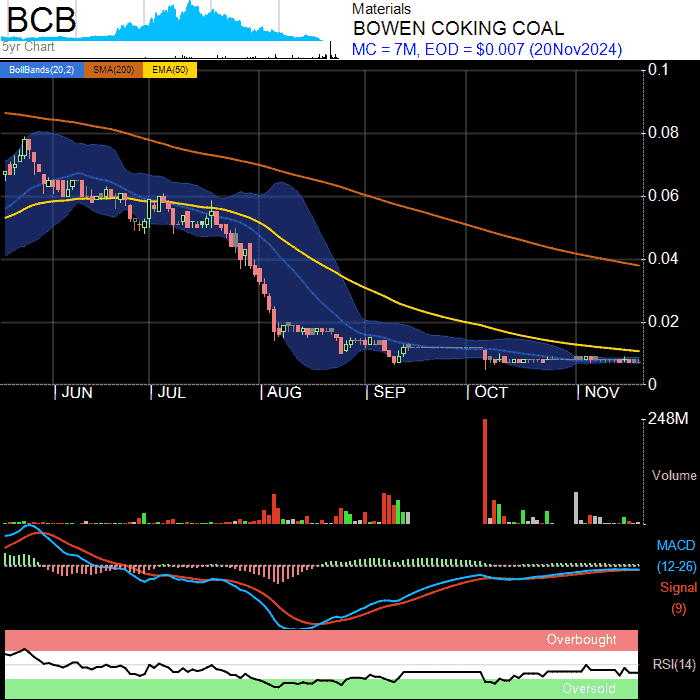 BCB
5yr Chart
Materials
BOWEN COKING COAL
MC = 7M, EOD = $0.007 (20Nov2024)
BollBands(20,2) SMA(200) EMA(50)
0.1
0.08
0.06
0.04
0.02
0
JUN JUL AUG SEP OCT NOV
248M
Volume
MACD
(12-26)
Signal
(9)
Overbought
RSI(14)
Oversold